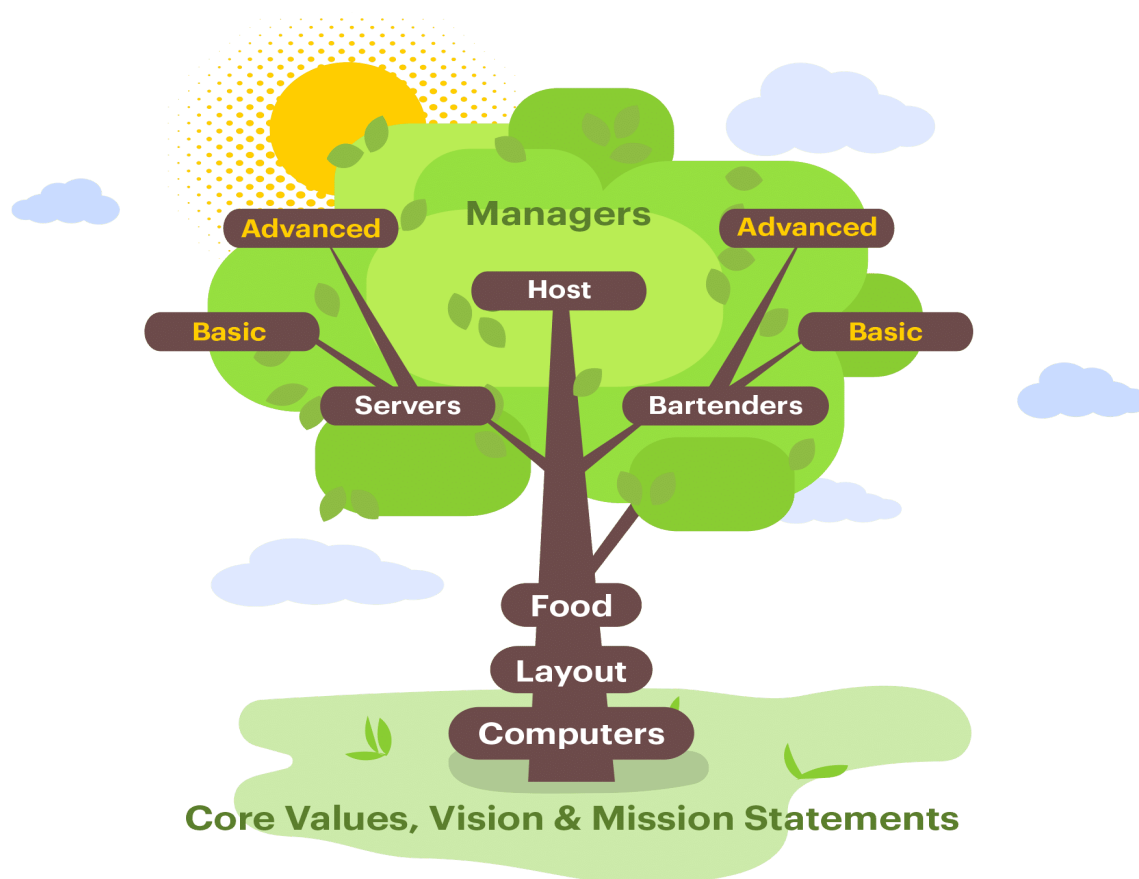 Managers
Advanced
Advanced
Host
Basic
Basic
Servers
Bartenders
Food
Layout
Computers
Core Values, Vision & Mission Statements